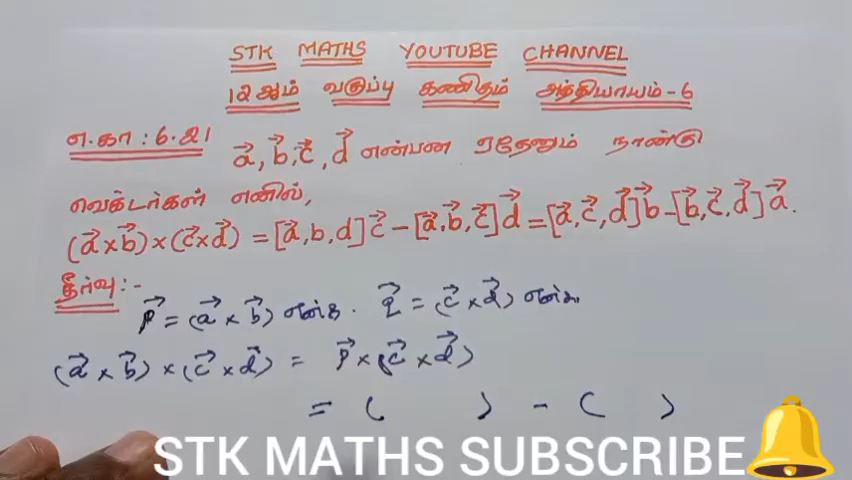 STK MATHS YOUTUBE CHANNEL
12ஆம் வகுப்பு கணிதம் அத்தியாயம் - 6
எ.கா : 6.21 a⃗, b⃗, c⃗, d⃗ என்பன ஏதேனும் நான்கு
வெக்டர்கள் எனில்,
(a⃗ × b⃗) × (c⃗ × d⃗) = [a⃗, b, d] c⃗ − [a⃗, b⃗, c⃗] d⃗ = [a⃗, c⃗, d⃗] b⃗ − [b⃗, c⃗, d⃗] a⃗.
தீர்வு :-
p⃗ = (a⃗ × b⃗) என்க . q⃗ = (c⃗ × d⃗) என்க
(a⃗ × b⃗) × (c⃗ × d⃗) = p⃗ × (c⃗ × d⃗)
= ( ) - ( )
STK MATHS SUBSCRIBE